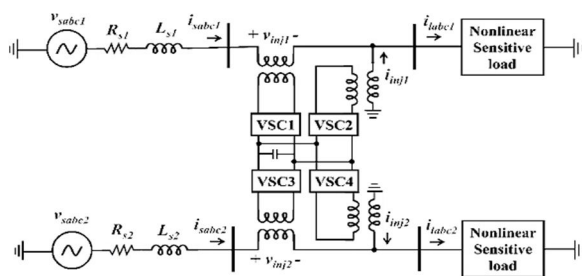 v_sabc1
R_s1
L_s1
i_sabc1
+ v_inj1 -
i_labc1
Nonlinear
Sensitive
load
i_inj1
VSC1
VSC2
VSC3
VSC4
v_sabc2
R_s2
L_s2
i_sabc2
+ v_inj2 -
i_inj2
i_labc2
Nonlinear
Sensitive
load